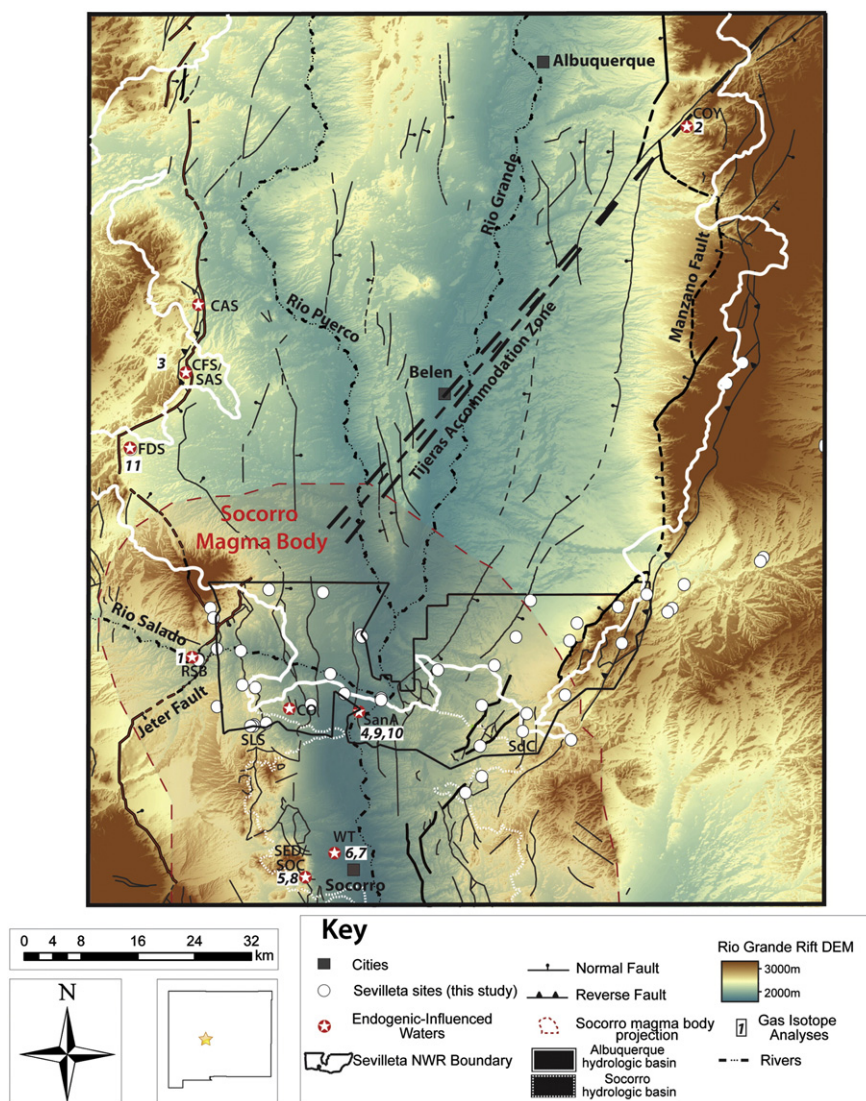 Albuquerque
COY
2
Rio Grande
Manzano Fault
CAS
Rio Puerco
3
CFS/
SAS
Belen
Tijeras Accommodation Zone
FDS
11
Socorro
Magma Body
Rio Salado
1
RSB
Jeter Fault
CO
SanA
4,9,10
SLS
SdC
WT
6,7
SED/
SOC
5,8
Socorro
0 4 8 16 24 32
km
N
Key
Cities
Sevilleta sites (this study)
Endogenic-Influenced
Waters
Sevilleta NWR Boundary
Normal Fault
Reverse Fault
Socorro magma body
projection
Albuquerque
hydrologic basin
Socorro
hydrologic basin
Rio Grande Rift DEM
3000m
2000m
1
Gas Isotope
Analyses
Rivers